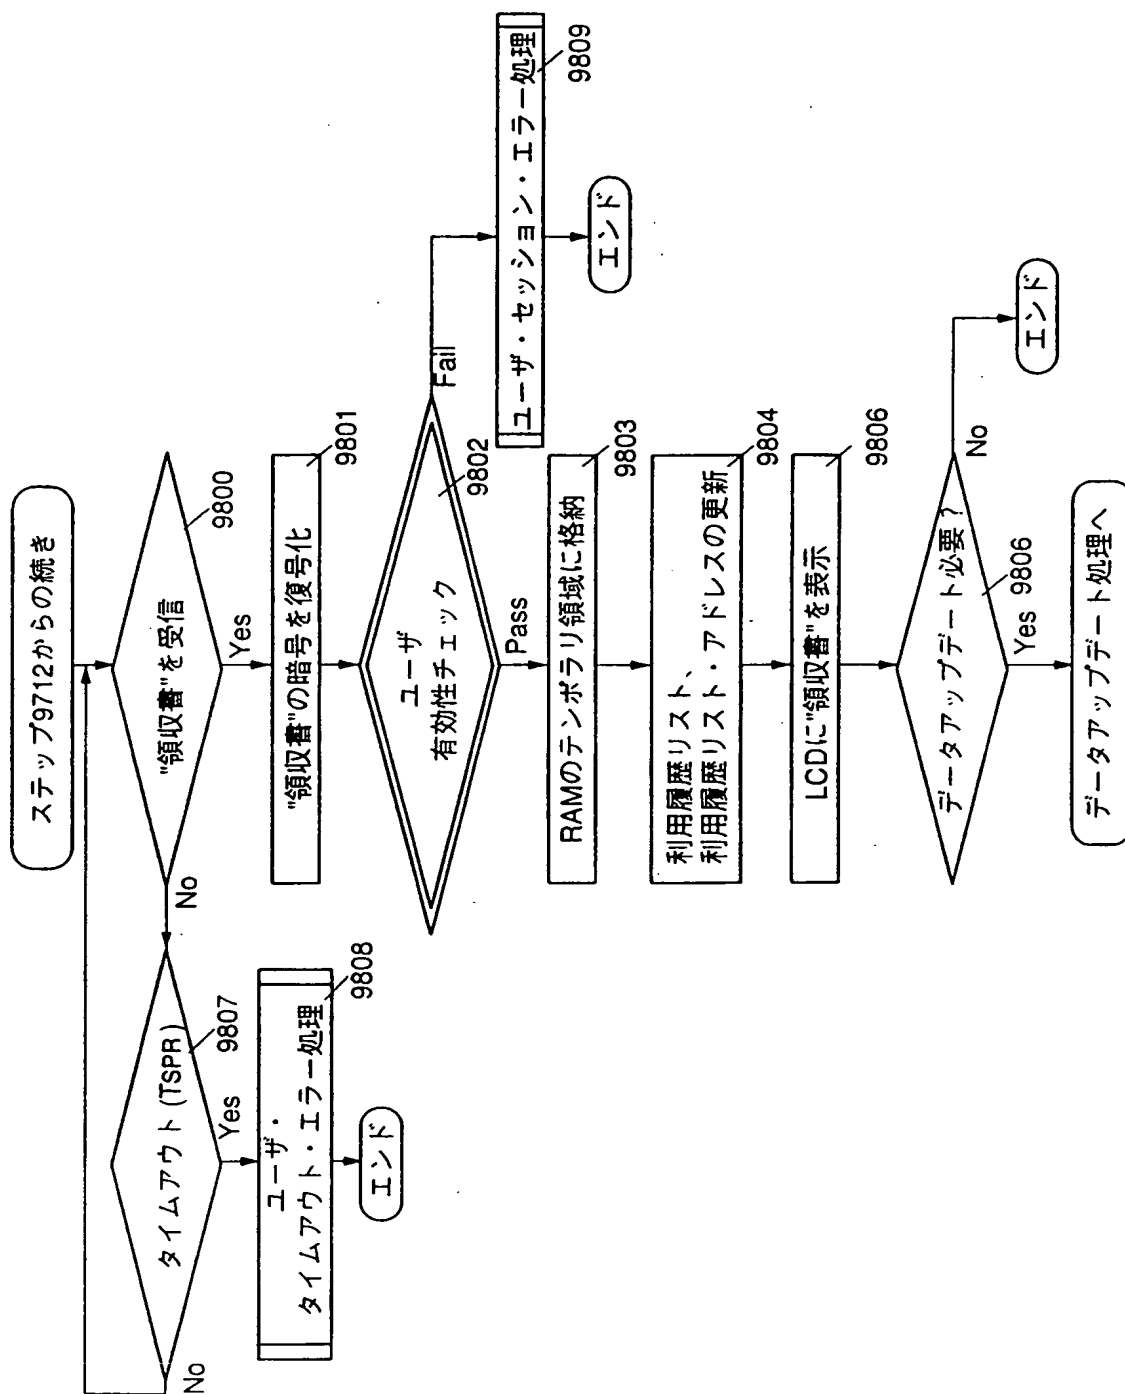 ステップ9712からの続き
"領収書"を受信
9800
Yes
No
タイムアウト(TSPR)
9807
No
Yes
ユーザ・
タイムアウト・エラー処理
9808
エンド
"領収書"の暗号を復号化
9801
ユーザ
有効性チェック
9802
Fail
Pass
ユーザ・セッション・エラー処理
9809
エンド
RAMのテンポラリ領域に格納
9803
利用履歴リスト、
利用履歴リスト・アドレスの更新
9804
LCDに"領収書"を表示
9806
データアップデート必要?
9806
No
エンド
Yes
データアップデート処理へ